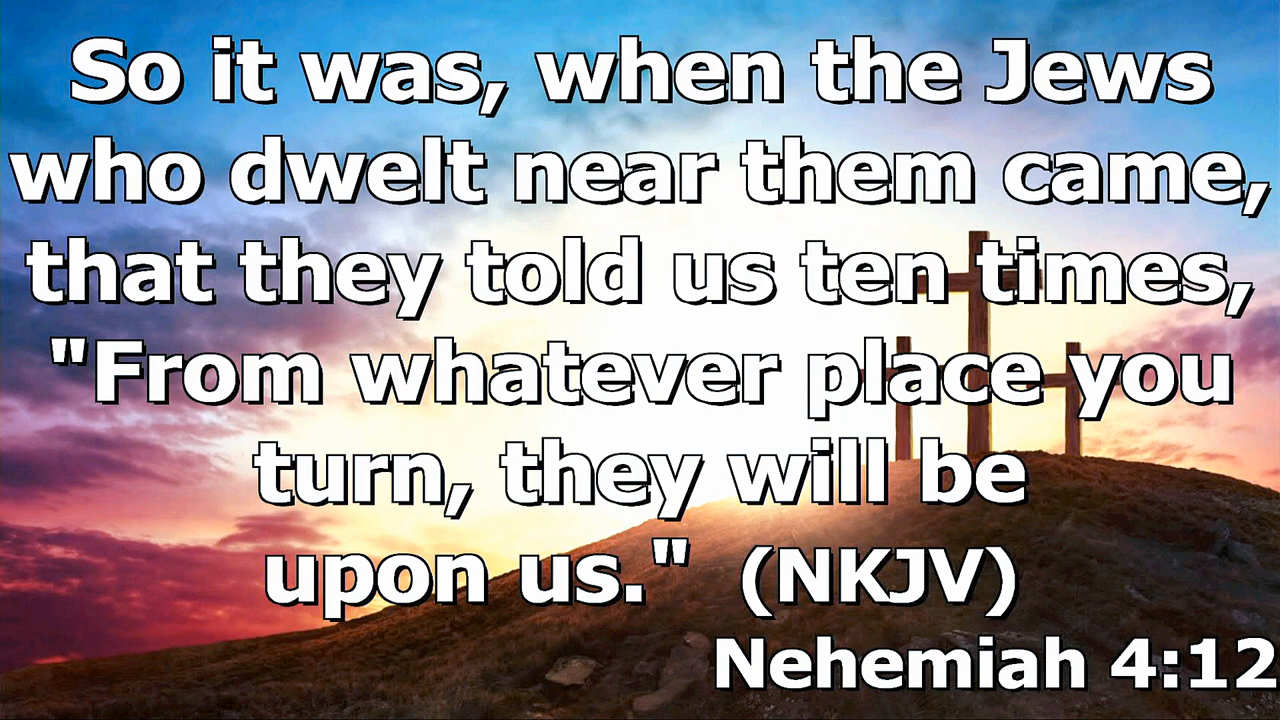 So it was, when the Jews
who dwelt near them came,
that they told us ten times,
"From whatever place you
turn, they will be
upon us." (NKJV)
Nehemiah 4:12